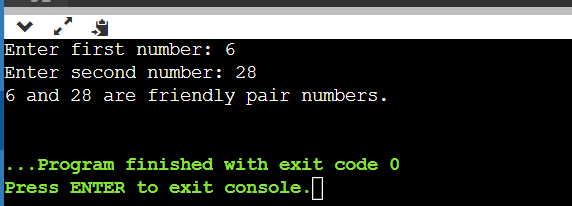 Enter first number: 6
Enter second number: 28
6 and 28 are friendly pair numbers.
...Program finished with exit code 0
Press ENTER to exit console.